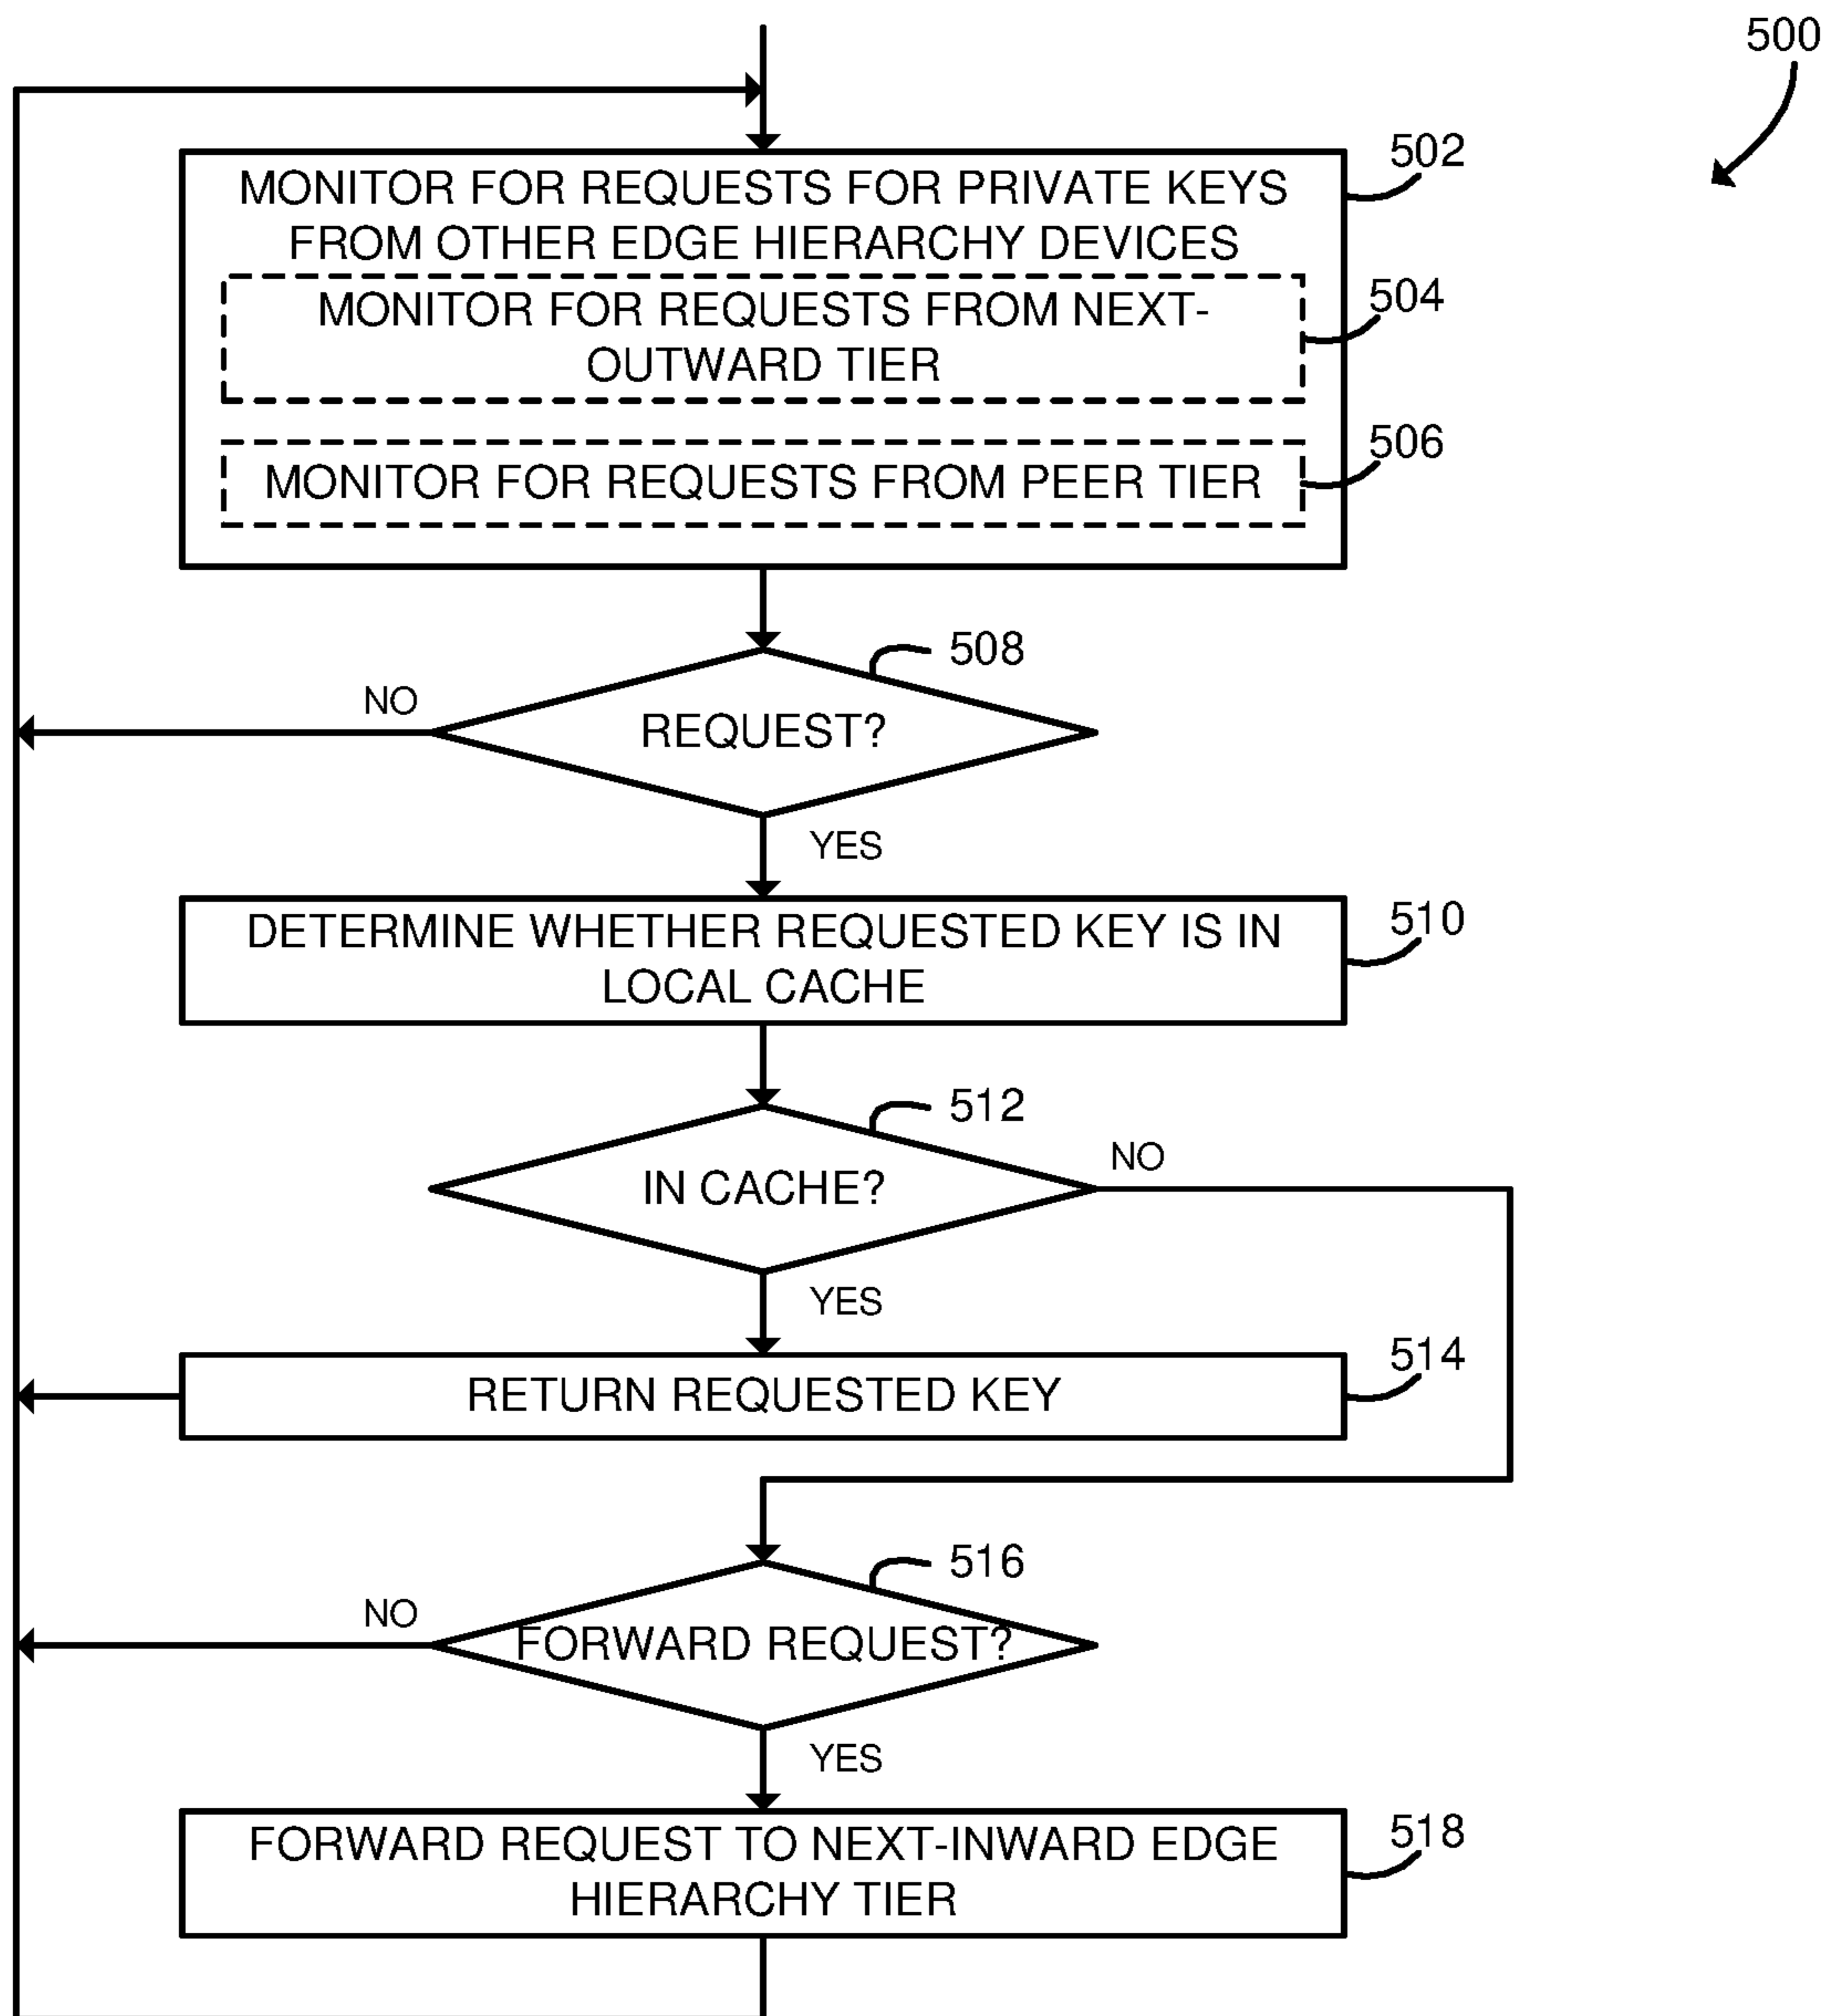 500
502
MONITOR FOR REQUESTS FOR PRIVATE KEYS
FROM OTHER EDGE HIERARCHY DEVICES
504
MONITOR FOR REQUESTS FROM NEXT-
OUTWARD TIER
506
MONITOR FOR REQUESTS FROM PEER TIER
508
NO
REQUEST?
YES
510
DETERMINE WHETHER REQUESTED KEY IS IN
LOCAL CACHE
512
NO
IN CACHE?
YES
514
RETURN REQUESTED KEY
516
NO
FORWARD REQUEST?
YES
518
FORWARD REQUEST TO NEXT-INWARD EDGE
HIERARCHY TIER